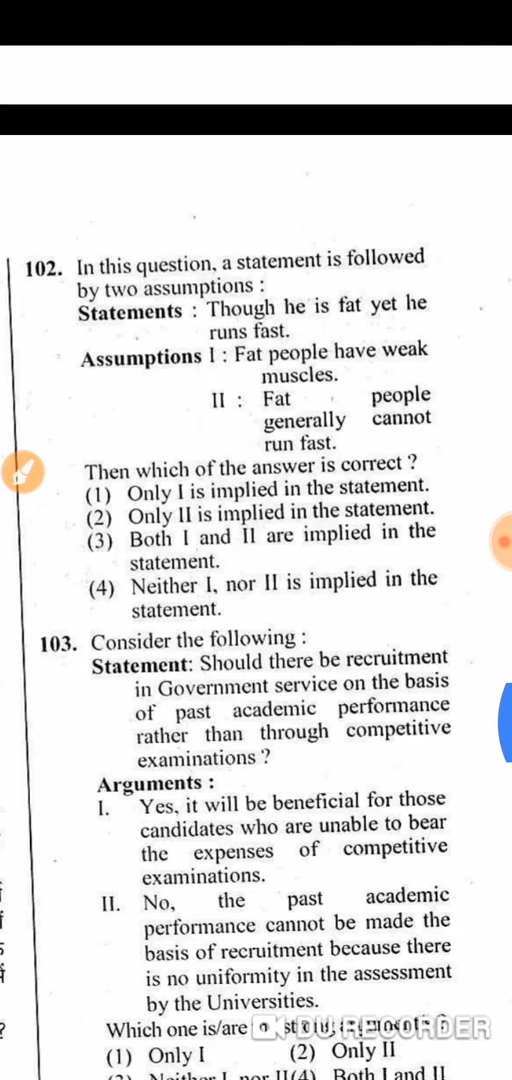 102. In this question, a statement is followed
by two assumptions :
Statements : Though he is fat yet he
runs fast.
Assumptions I : Fat people have weak
muscles.
II : Fat people
generally cannot
run fast.
Then which of the answer is correct ?
(1) Only I is implied in the statement.
(2) Only II is implied in the statement.
(3) Both I and II are implied in the
statement.
(4) Neither I, nor II is implied in the
statement.
103. Consider the following :
Statement: Should there be recruitment
in Government service on the basis
of past academic performance
rather than through competitive
examinations ?
Arguments :
I. Yes, it will be beneficial for those
candidates who are unable to bear
the expenses of competitive
examinations.
II. No, the past academic
performance cannot be made the
basis of recruitment because there
is no uniformity in the assessment
by the Universities.
Which one is/are strong arguments ?
DU RECORDER
(1) Only I (2) Only II
Neither I, nor II (4) Both I and II